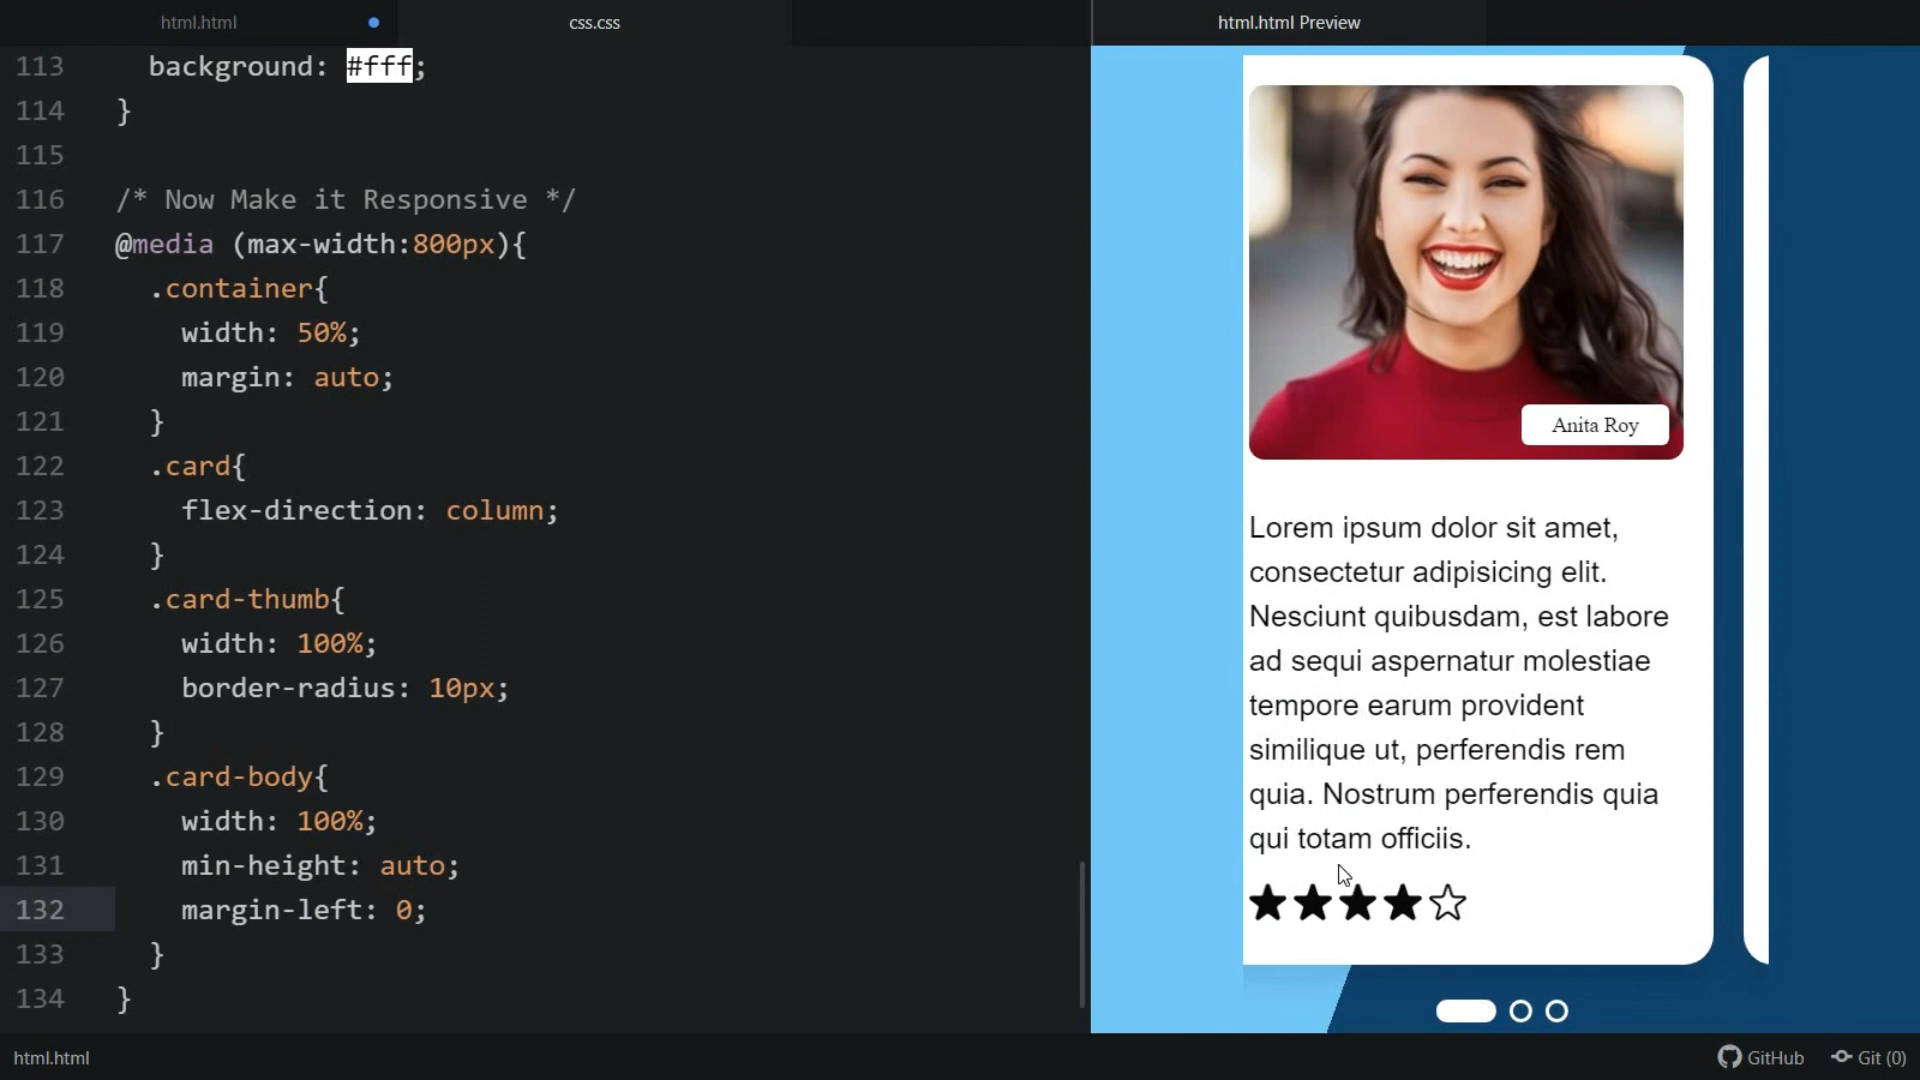 html.html
css.css
html.html Preview
113 background: #fff;
114 }
115
116 /* Now Make it Responsive */
117 @media (max-width:800px){
118 .container{
119 width: 50%;
120 margin: auto;
121 }
122 .card{
123 flex-direction: column;
124 }
125 .card-thumb{
126 width: 100%;
127 border-radius: 10px;
128 }
129 .card-body{
130 width: 100%;
131 min-height: auto;
132 margin-left: 0;
133 }
134 }
Anita Roy
Lorem ipsum dolor sit amet,
consectetur adipisicing elit.
Nesciunt quibusdam, est labore
ad sequi aspernatur molestiae
tempore earum provident
similique ut, perferendis rem
quia. Nostrum perferendis quia
qui totam officiis.
html.html
GitHub
Git (0)